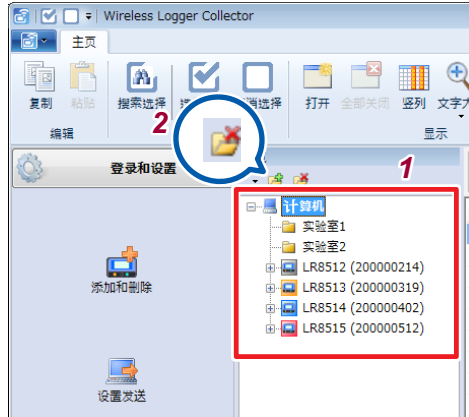 Wireless Logger Collector
主页
复制
粘贴
搜索选择
选择
打开
全部关闭
竖列
编辑
显示
2
登录和设置
1
计算机
实验室1
实验室2
LR8512 (200000214)
LR8513 (200000319)
LR8514 (200000402)
LR8515 (200000512)
添加和删除
设置发送